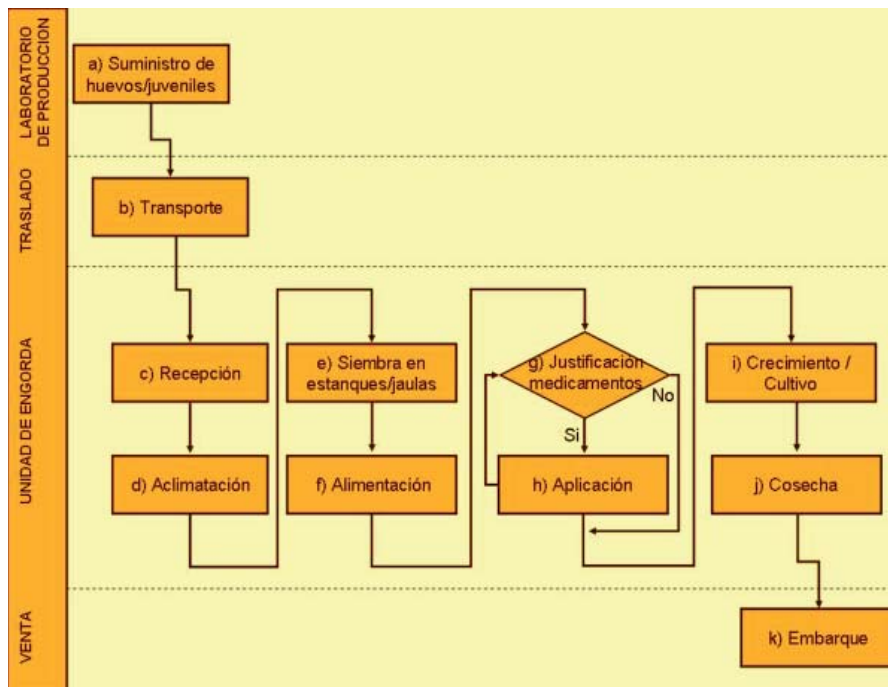 LABORATORIO
DE PRODUCCION
a) Suministro de
huevos/juveniles
TRASLADO
b) Transporte
UNIDAD DE ENGORDA
c) Recepción
d) Aclimatación
e) Siembra en
estanques/jaulas
f) Alimentación
g) Justificación
medicamentos
No
Si
h) Aplicación
i) Crecimiento /
Cultivo
j) Cosecha
VENTA
k) Embarque